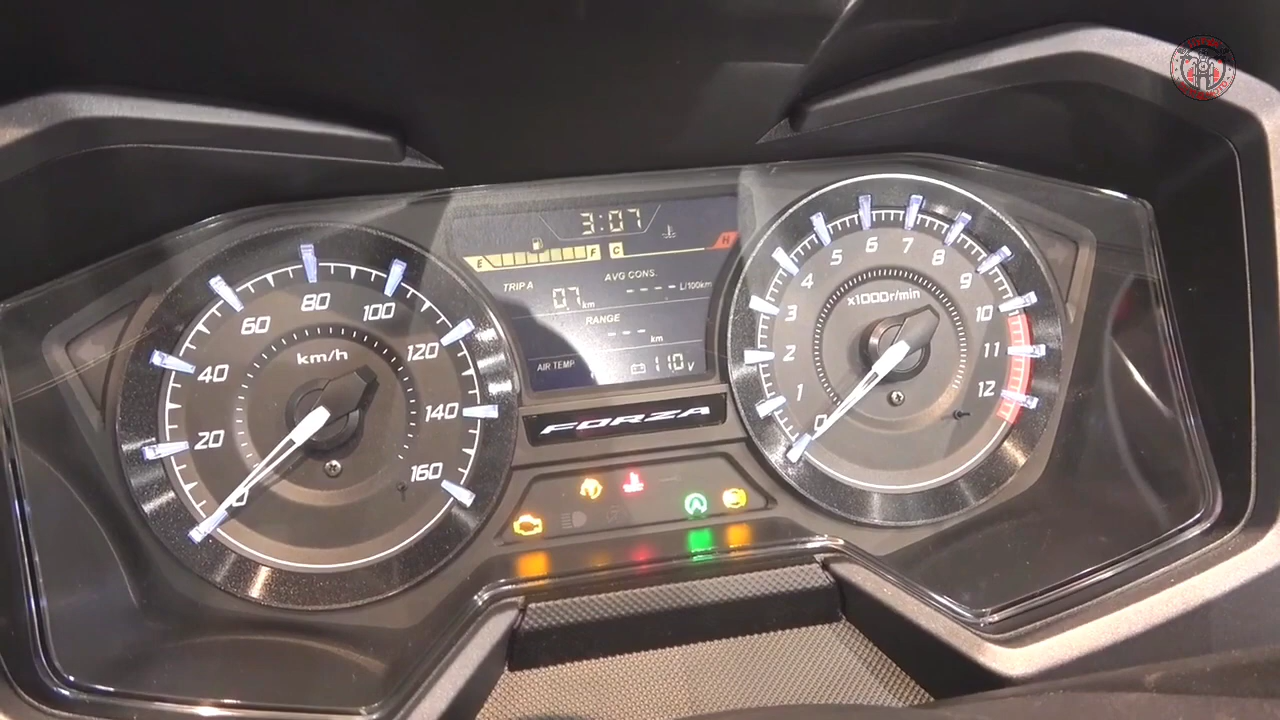 3:07
E F C H
AVG CONS.
TRIP A
0.7 km
---- L/100km
RANGE
--- km
AIR TEMP
110 V
FORZA
km/h
0 20 40 60 80 100 120 140 160
x1000r/min
0 1 2 3 4 5 6 7 8 9 10 11 12
A